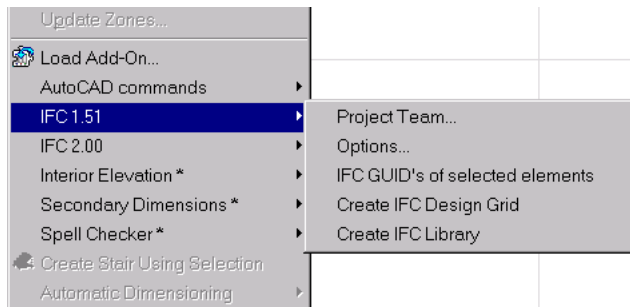 Update Zones...
Load Add-On...
AutoCAD commands
IFC 1.51
IFC 2.00
Interior Elevation *
Secondary Dimensions *
Spell Checker *
Create Stair Using Selection
Automatic Dimensioning
Project Team...
Options...
IFC GUID's of selected elements
Create IFC Design Grid
Create IFC Library